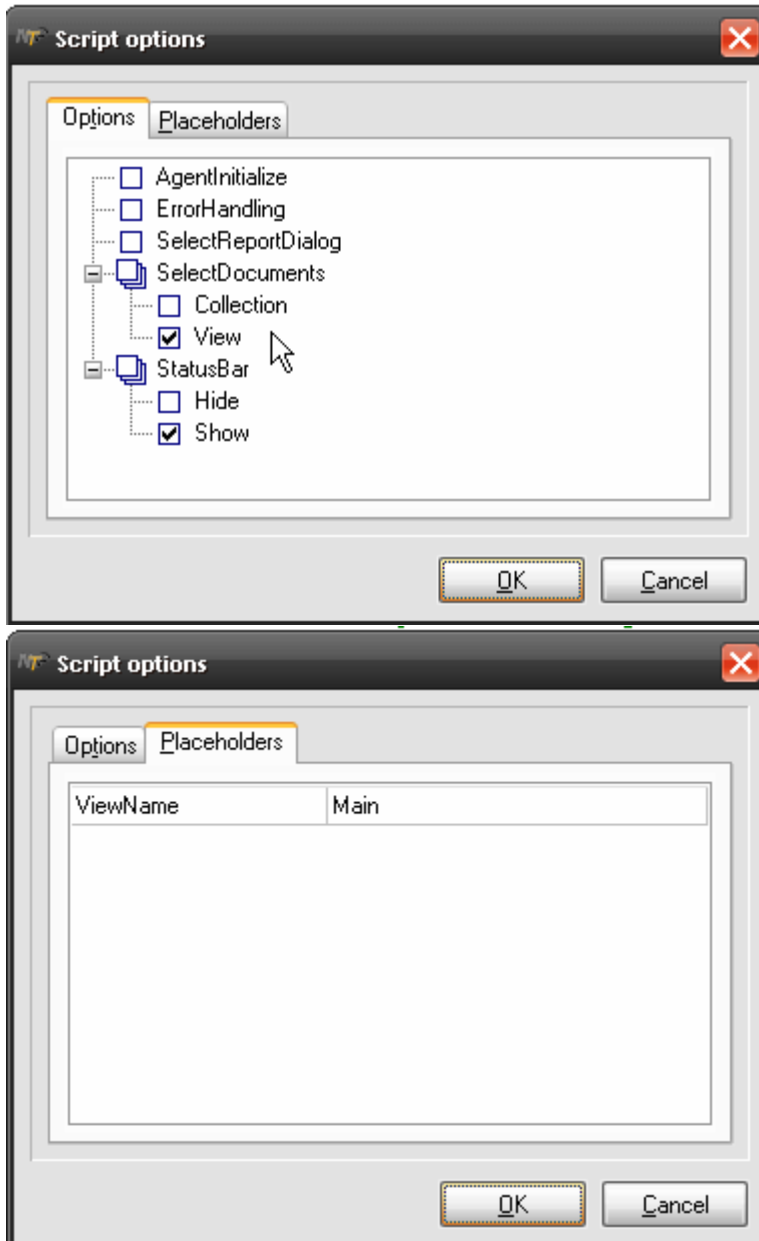 Script options
Options Placeholders
AgentInitialize
ErrorHandling
SelectReportDialog
SelectDocuments
Collection
View
StatusBar
Hide
Show
OK Cancel
Script options
Options Placeholders
ViewName Main
OK Cancel